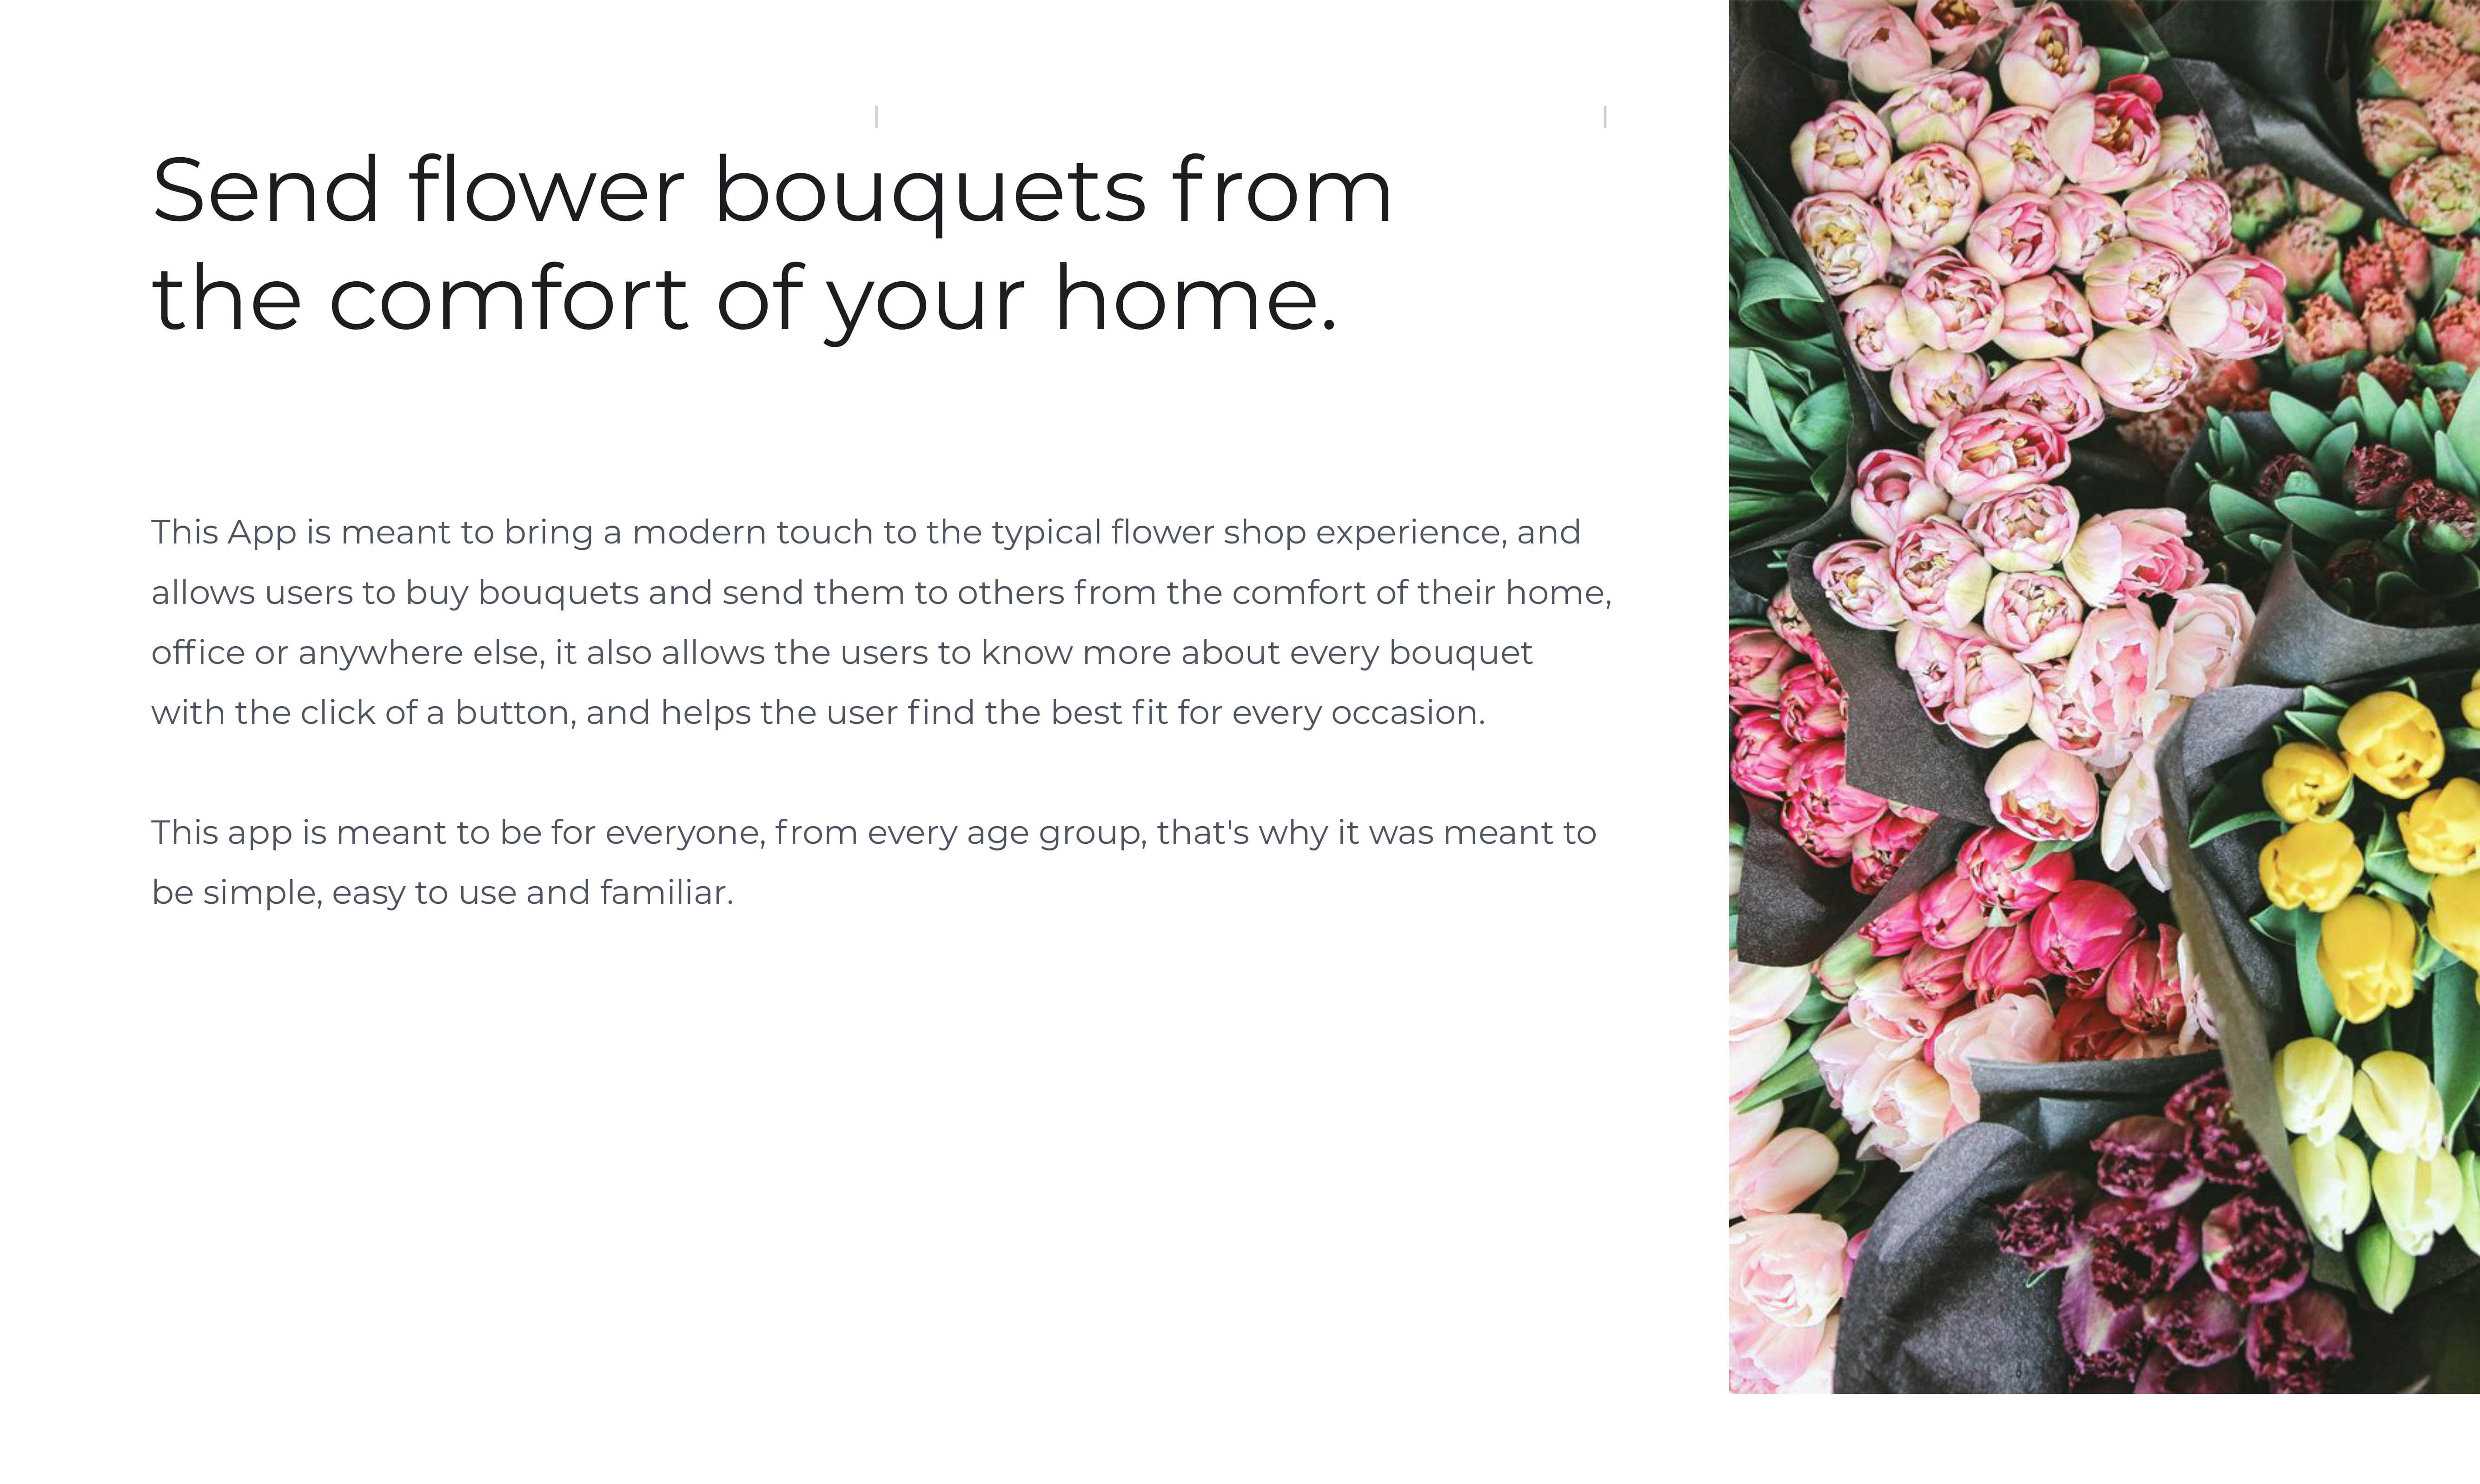 Send flower bouquets from
the comfort of your home.
This App is meant to bring a modern touch to the typical flower shop experience, and
allows users to buy bouquets and send them to others from the comfort of their home,
office or anywhere else, it also allows the users to know more about every bouquet
with the click of a button, and helps the user find the best fit for every occasion.
This app is meant to be for everyone, from every age group, that's why it was meant to
be simple, easy to use and familiar.